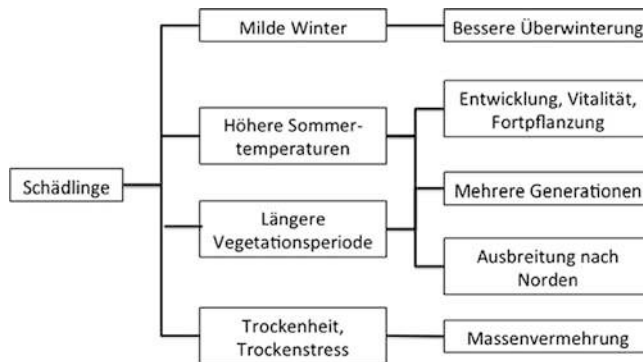 Milde Winter
Bessere Überwinterung
Entwicklung, Vitalität,
Fortpflanzung
Höhere Sommer-
temperaturen
Schädlinge
Mehrere Generationen
Längere
Vegetationsperiode
Ausbreitung nach
Norden
Trockenheit,
Trockenstress
Massenvermehrung